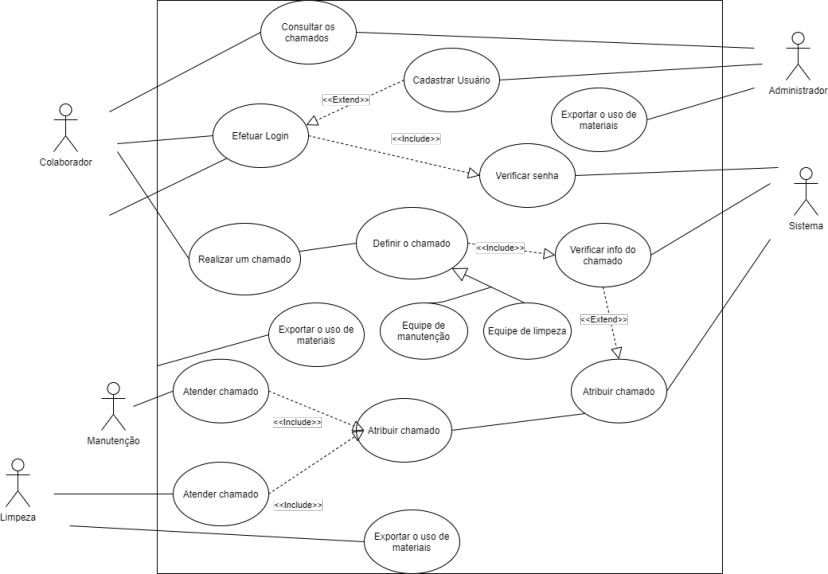 Consultar os
chamados
Administrador
Cadastrar Usuário
<<Extend>>
Exportar o uso de
materiais
Colaborador
Efetuar Login
<<Include>>
Verificar senha
Sistema
Realizar um chamado
Definir o chamado
<<Include>>
Verificar info do
chamado
Exportar o uso de
materiais
Equipe de
manutenção
Equipe de limpeza
<<Extend>>
Manutenção
Atender chamado
<<Include>>
Atribuir chamado
Atribuir chamado
Limpeza
Atender chamado
<<Include>>
Exportar o uso de
materiais